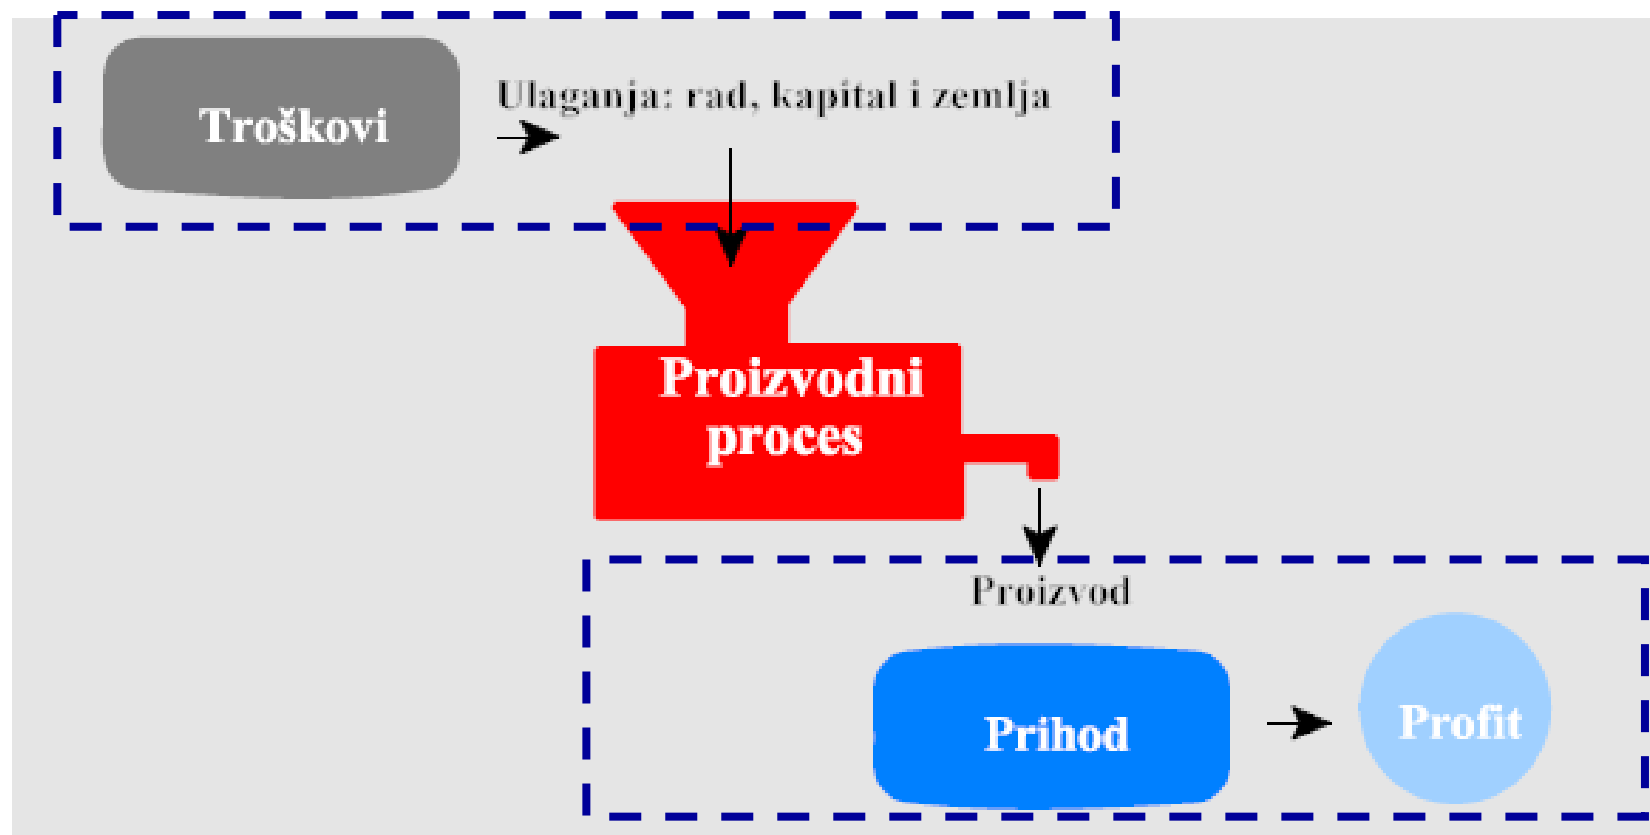 Troškovi
Ulaganja: rad, kapital i zemlja
Proizvodni
proces
Proizvod
Prihod
Profit